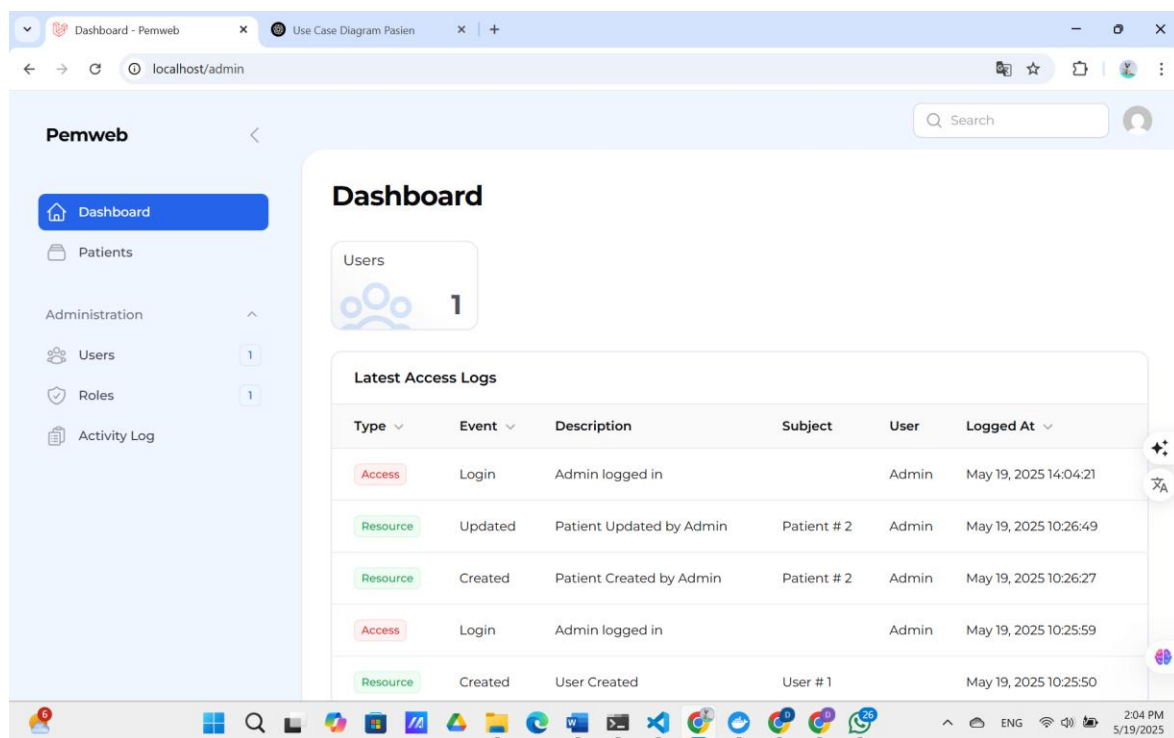 Dashboard - Pemweb
Use Case Diagram Pasien
localhost/admin
Pemweb
Search
Dashboard
Patients
Administration
Users 1
Roles 1
Activity Log
Dashboard
Users
1
Latest Access Logs
Type Event Description Subject User Logged At
Access Login Admin logged in Admin May 19, 2025 14:04:21
Resource Updated Patient Updated by Admin Patient # 2 Admin May 19, 2025 10:26:49
Resource Created Patient Created by Admin Patient # 2 Admin May 19, 2025 10:26:27
Access Login Admin logged in Admin May 19, 2025 10:25:59
Resource Created User Created User # 1 May 19, 2025 10:25:50
6
D
D
26
ENG
2:04 PM
5/19/2025